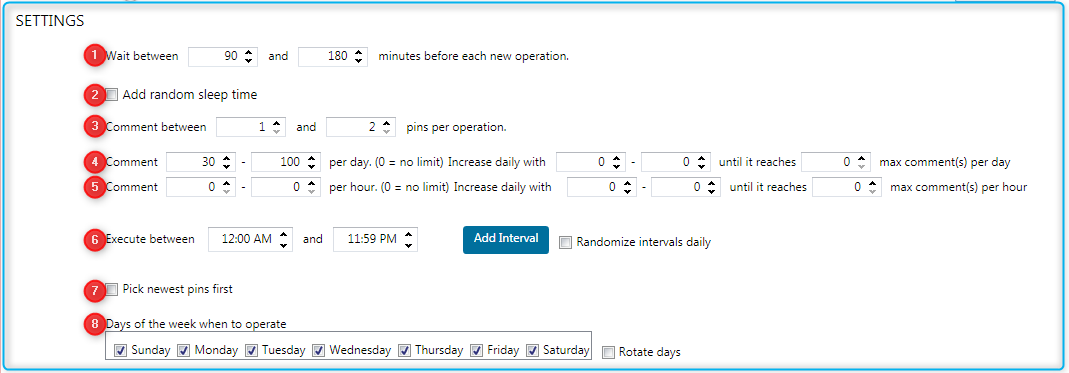 SETTINGS
1 Wait between 90 and 180 minutes before each new operation.
2 Add random sleep time
3 Comment between 1 and 2 pins per operation.
4 Comment 30 - 100 per day. (0 = no limit) Increase daily with 0 - 0 until it reaches 0 max comment(s) per day
5 Comment 0 - 0 per hour. (0 = no limit) Increase daily with 0 - 0 until it reaches 0 max comment(s) per hour
6 Execute between 12:00 AM and 11:59 PM Add Interval Randomize intervals daily
7 Pick newest pins first
8 Days of the week when to operate
Sunday Monday Tuesday Wednesday Thursday Friday Saturday Rotate days